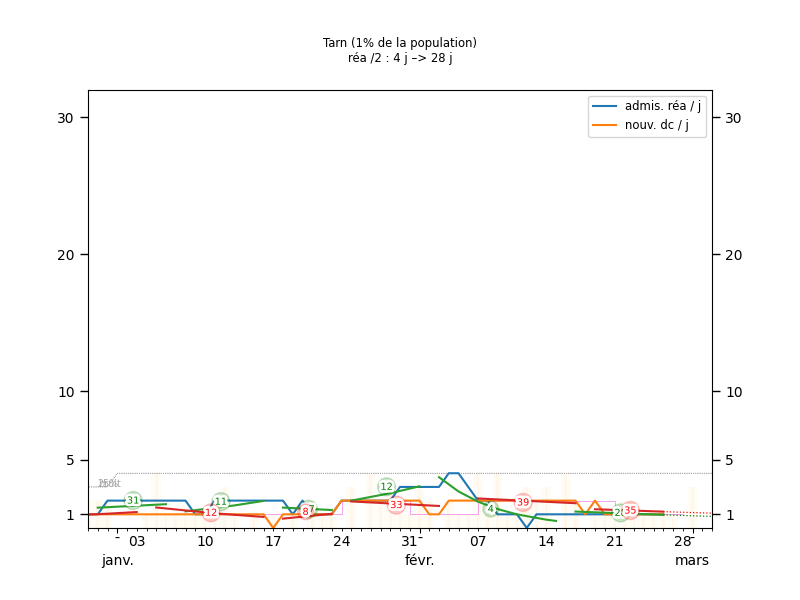 Tarn (1% de la population)
réa /2 : 4 j –> 28 j
admis. réa / j
nouv. dc / j
30 30
20 20
10 10
5 5
1 1
31 11 12 12 33 4 39 35
8
03 10 17 24 31 07 14 21 28
janv. févr. mars